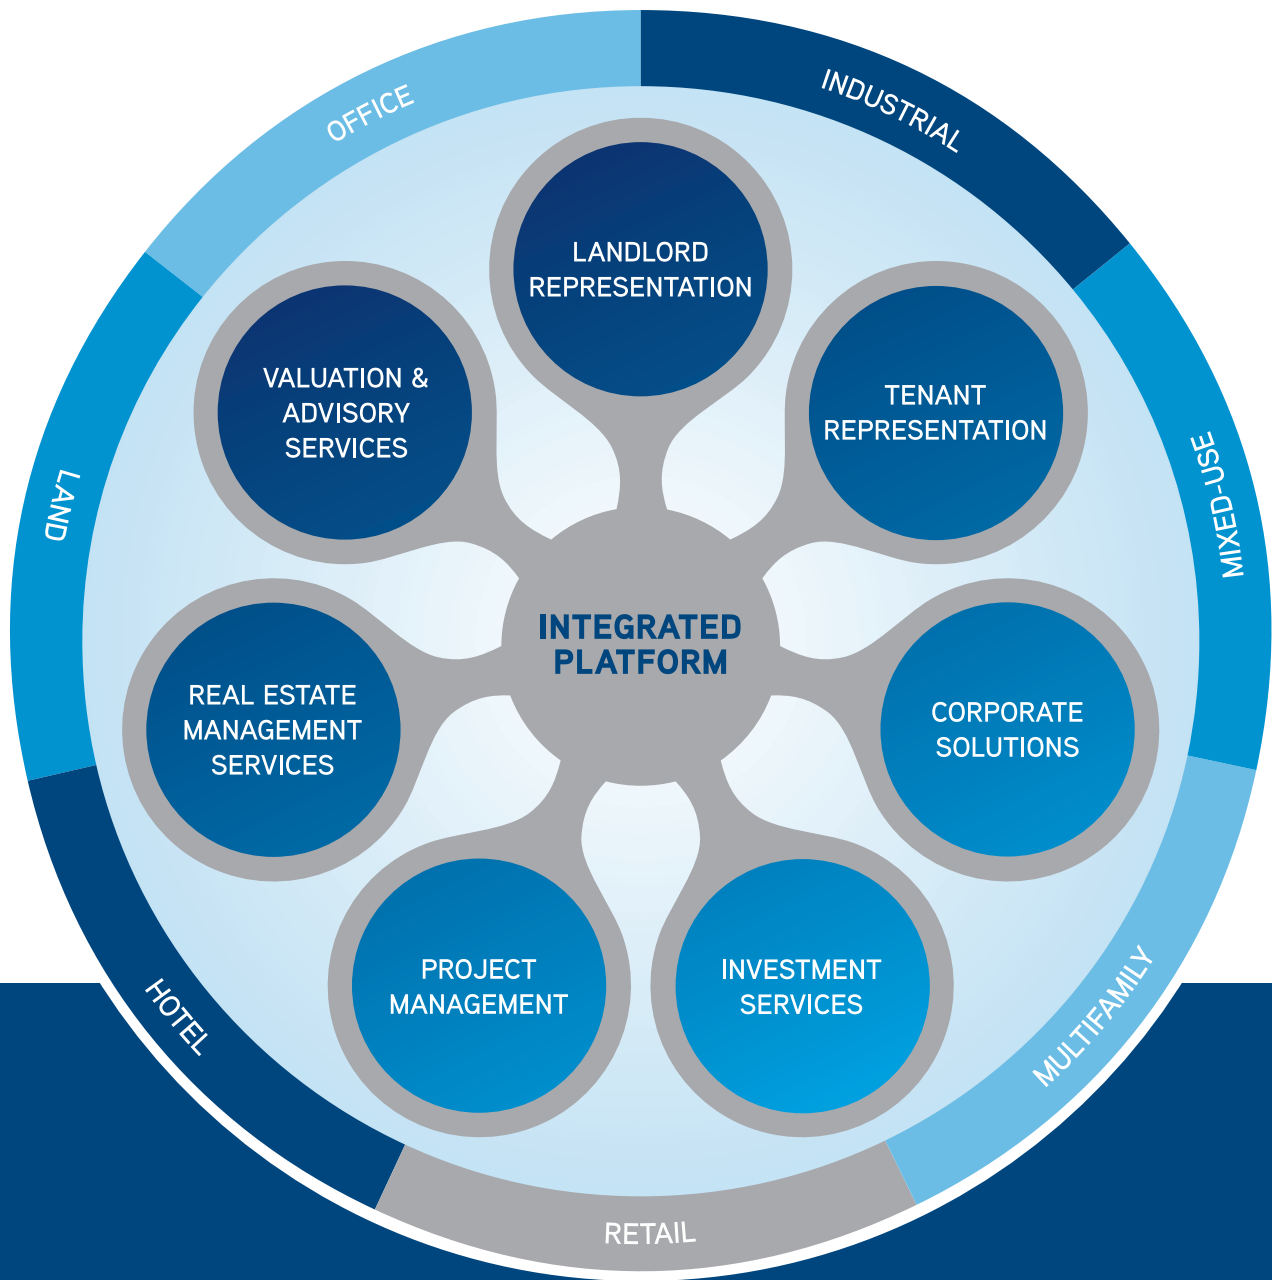 OFFICE
INDUSTRIAL
MIXED-USE
MULTIFAMILY
RETAIL
HOTEL
LAND
LANDLORD
REPRESENTATION
TENANT
REPRESENTATION
CORPORATE
SOLUTIONS
INVESTMENT
SERVICES
PROJECT
MANAGEMENT
REAL ESTATE
MANAGEMENT
SERVICES
VALUATION &
ADVISORY
SERVICES
INTEGRATED
PLATFORM